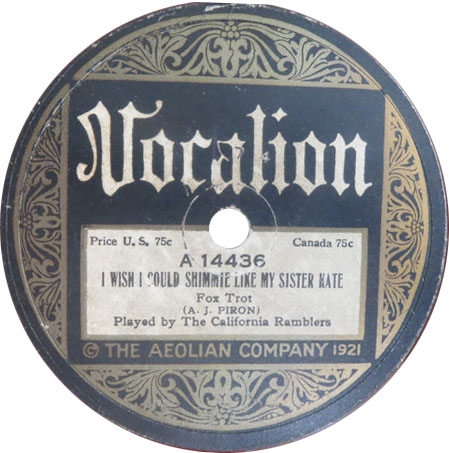 Vocalion
Price U. S. 75c Canada 75c
A 14436
I WISH I COULD SHIMMIE LIKE MY SISTER KATE
Fox Trot
(A. J. PIRON)
Played by The California Ramblers
© THE AEOLIAN COMPANY 1921